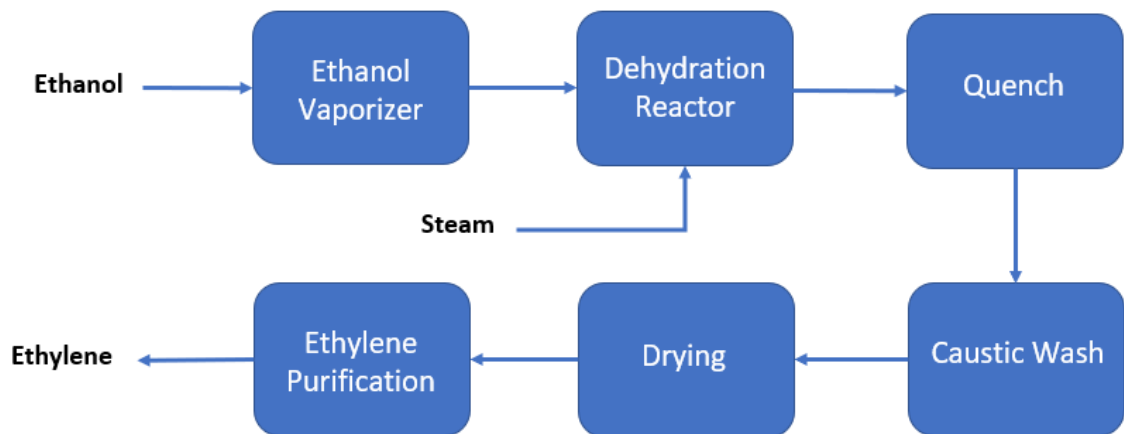 Ethanol
Ethanol
Vaporizer
Dehydration
Reactor
Quench
Steam
Ethylene
Ethylene
Purification
Drying
Caustic Wash